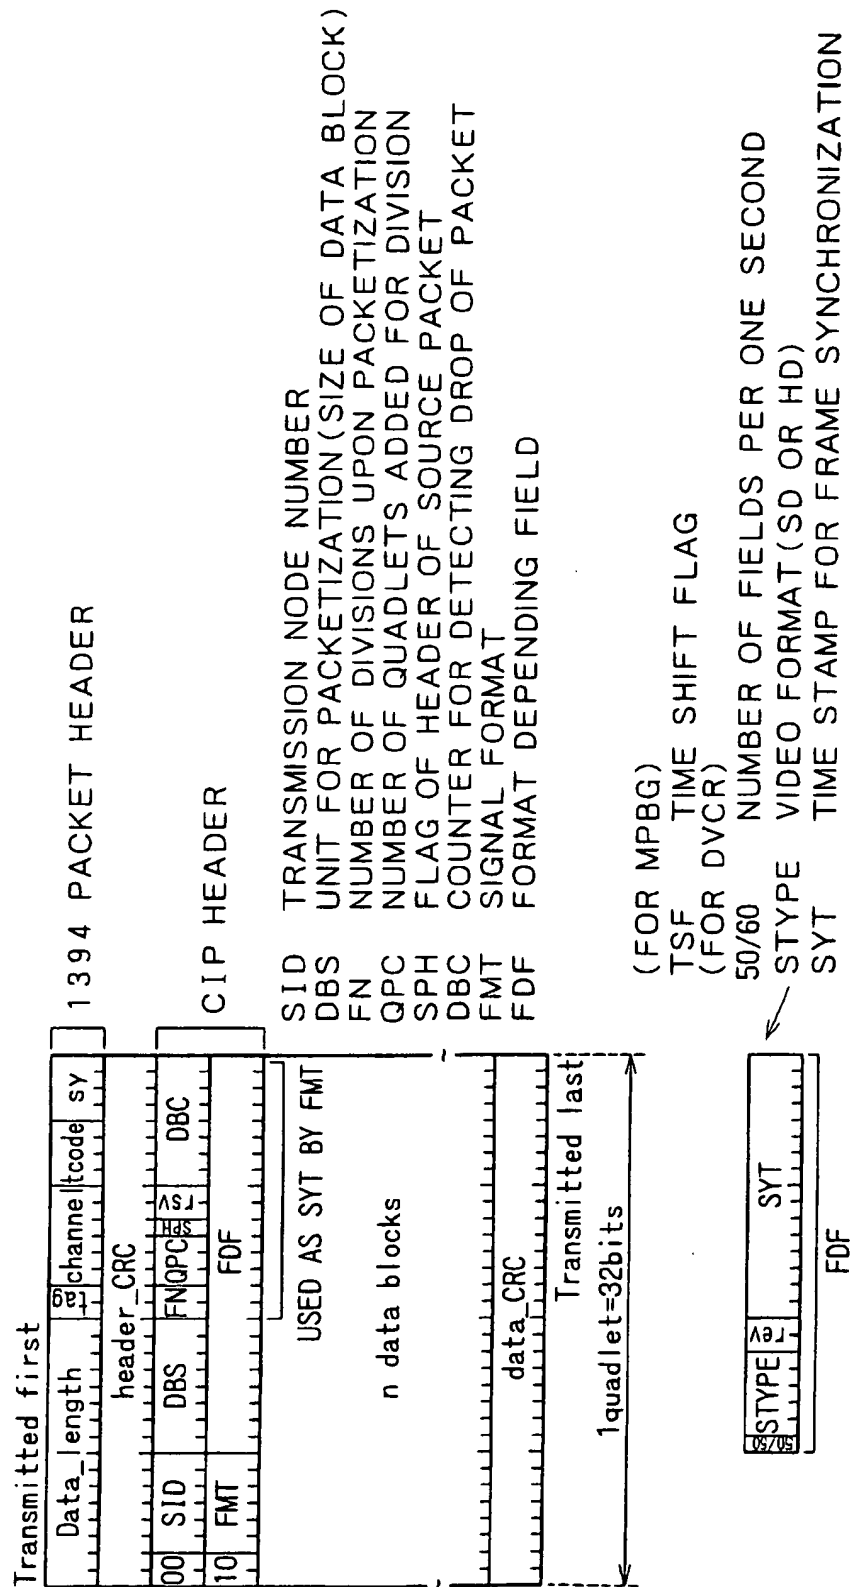 Transmitted first
Data_length tag channel tcode sy
header_CRC
1394 PACKET HEADER
00 SID DBS FN QPC SPH rsv DBC
10 FMT FDF
CIP HEADER
USED AS SYT BY FMT
n data blocks
data_CRC
Transmitted last
1quadlet=32bits
SID TRANSMISSION NODE NUMBER
DBS UNIT FOR PACKETIZATION(SIZE OF DATA BLOCK)
FN NUMBER OF DIVISIONS UPON PACKETIZATION
QPC NUMBER OF QUADLETS ADDED FOR DIVISION
SPH FLAG OF HEADER OF SOURCE PACKET
DBC COUNTER FOR DETECTING DROP OF PACKET
FMT SIGNAL FORMAT
FDF FORMAT DEPENDING FIELD
(FOR MPBG)
TSF TIME SHIFT FLAG
(FOR DVCR)
50/60 NUMBER OF FIELDS PER ONE SECOND
STYPE VIDEO FORMAT(SD OR HD)
SYT TIME STAMP FOR FRAME SYNCHRONIZATION
50/50 STYPE rev SYT
FDF